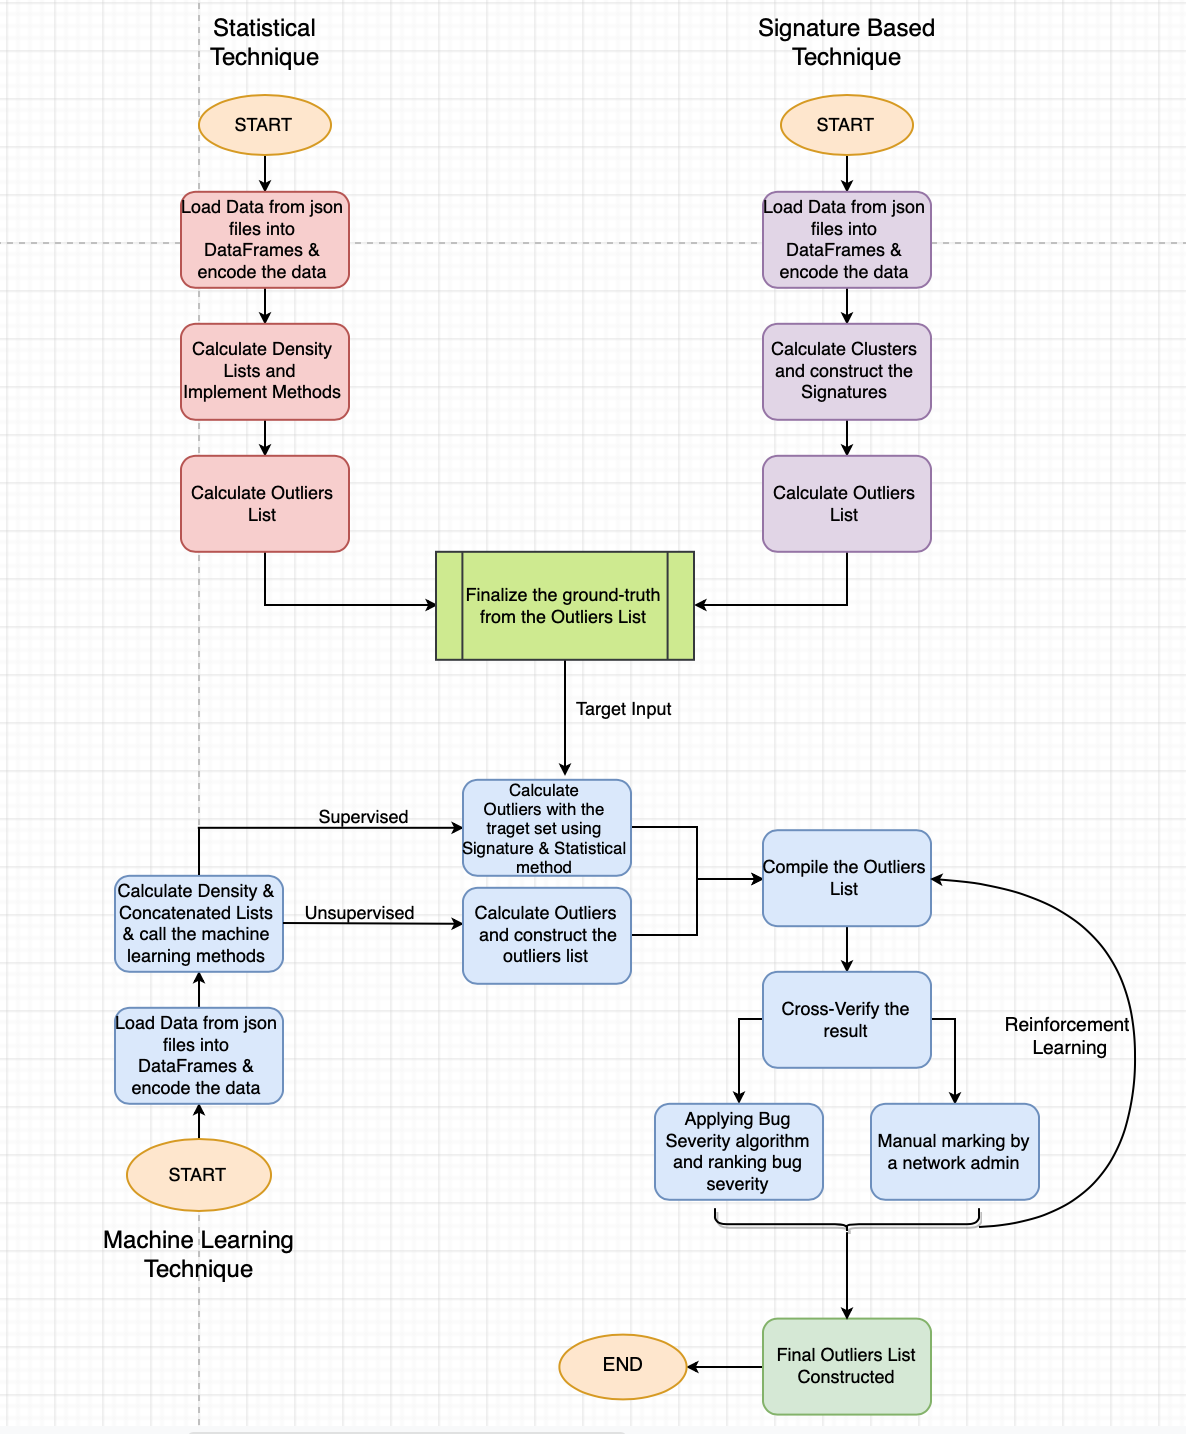 Statistical
Technique
Signature Based
Technique
START
START
Load Data from json
files into
DataFrames &
encode the data
Load Data from json
files into
DataFrames &
encode the data
Calculate Density
Lists and
Implement Methods
Calculate Clusters
and construct the
Signatures
Calculate Outliers
List
Calculate Outliers
List
Finalize the ground-truth
from the Outliers List
Target Input
Calculate
Outliers with the
traget set using
Signature & Statistical
method
Supervised
Compile the Outliers
List
Calculate Density &
Concatenated Lists
& call the machine
learning methods
Unsupervised
Calculate Outliers
and construct the
outliers list
Cross-Verify the
result
Reinforcement
Learning
Load Data from json
files into
DataFrames &
encode the data
Applying Bug
Severity algorithm
and ranking bug
severity
Manual marking by
a network admin
START
Machine Learning
Technique
Final Outliers List
Constructed
END